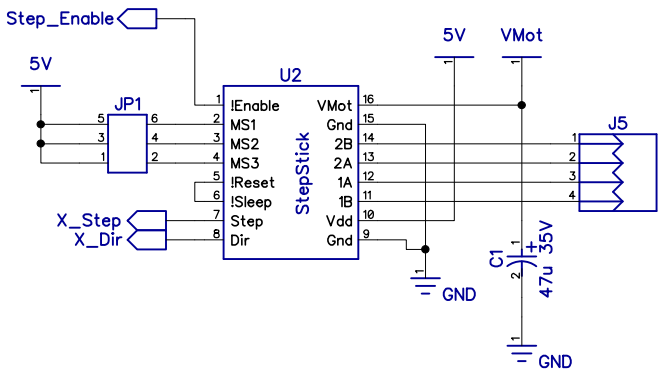 Step_Enable
5V
VMot
1
1
5V
U2
1
JP1
1 !Enable VMot 16
J5
5 6 2 MS1 Gnd 15
3 4 3 MS2 2B 14 1
1 2 4 MS3 2A 13 2
5 !Reset 1A 12 3
6 !Sleep 1B 11 4
StepStick
X_Step 7 Step Vdd 10
X_Dir 8 Dir Gnd 9
1
+
C1
2
47u 35V
1
GND
1
GND